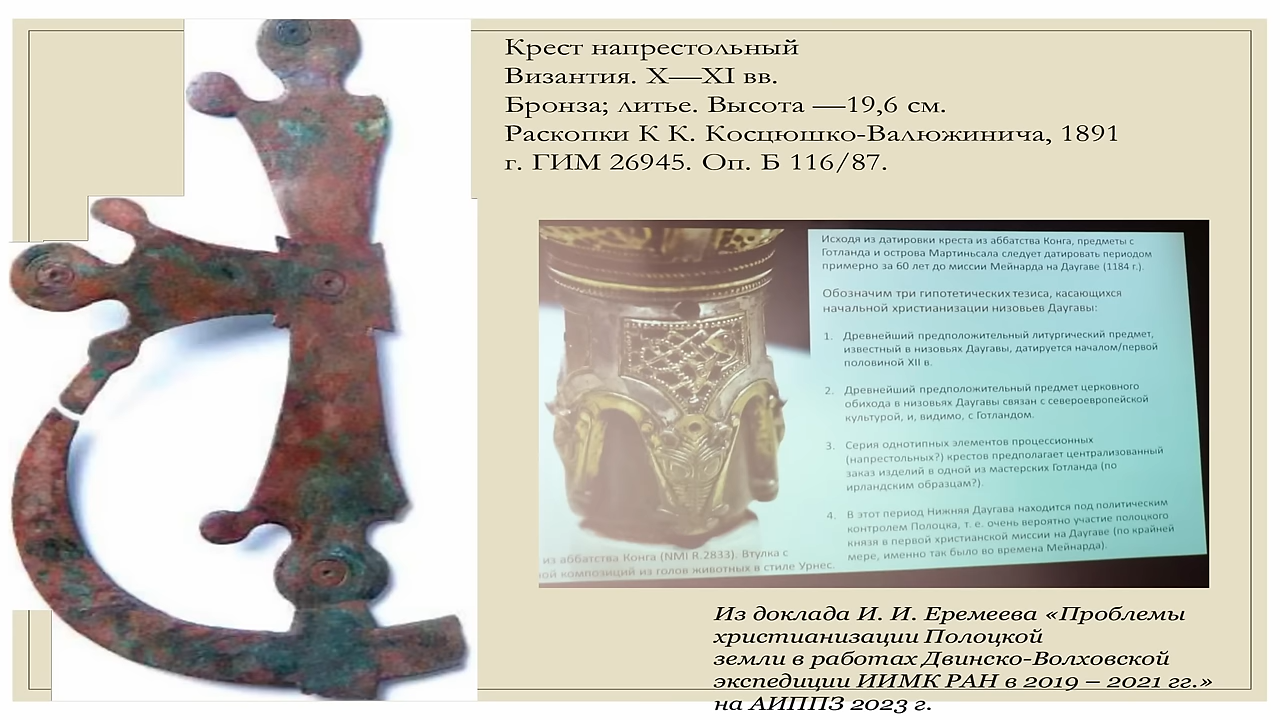 Крест напрестольный
Византия. X—XI вв.
Бронза; литье. Высота —19,6 см.
Раскопки К К. Косцюшко-Валюжинича, 1891
г. ГИМ 26945. Оп. Б 116/87.
Исходя из датировки креста из аббатства Конга, предметы с
Готланда и острова Мартиньсала следует датировать периодом
примерно за 60 лет до миссии Мейнарда на Даугаве (1184 г.).
Обозначим три гипотетических тезиса, касающихся
начальной христианизации низовьев Даугавы:
1. Древнейший предположительный литургический предмет,
известный в низовьях Даугавы, датируется началом/первой
половиной XII в.
2. Древнейший предположительный предмет церковного
обихода в низовьях Даугавы связан с североевропейской
культурой, и, видимо, с Готландом.
3. Серия однотипных элементов процессионных
(напрестольных?) крестов предполагает централизованный
заказ изделий в одной из мастерских Готланда (по
ирландским образцам?).
4. В этот период Нижняя Даугава находится под политическим
контролем Полоцка, т. е. очень вероятно участие полоцкого
князя в первой христианской миссии на Даугаве (по крайней
мере, именно так было во времена Мейнарда).
из аббатства Конга (NMI R.2833). Втулка с
ой композиций из голов животных в стиле Урнес.
Из доклада И. И. Еремеева «Проблемы
христианизации Полоцкой
земли в работах Двинско-Волховской
экспедиции ИИМК РАН в 2019 – 2021 гг.»
на АИППЗ 2023 г.